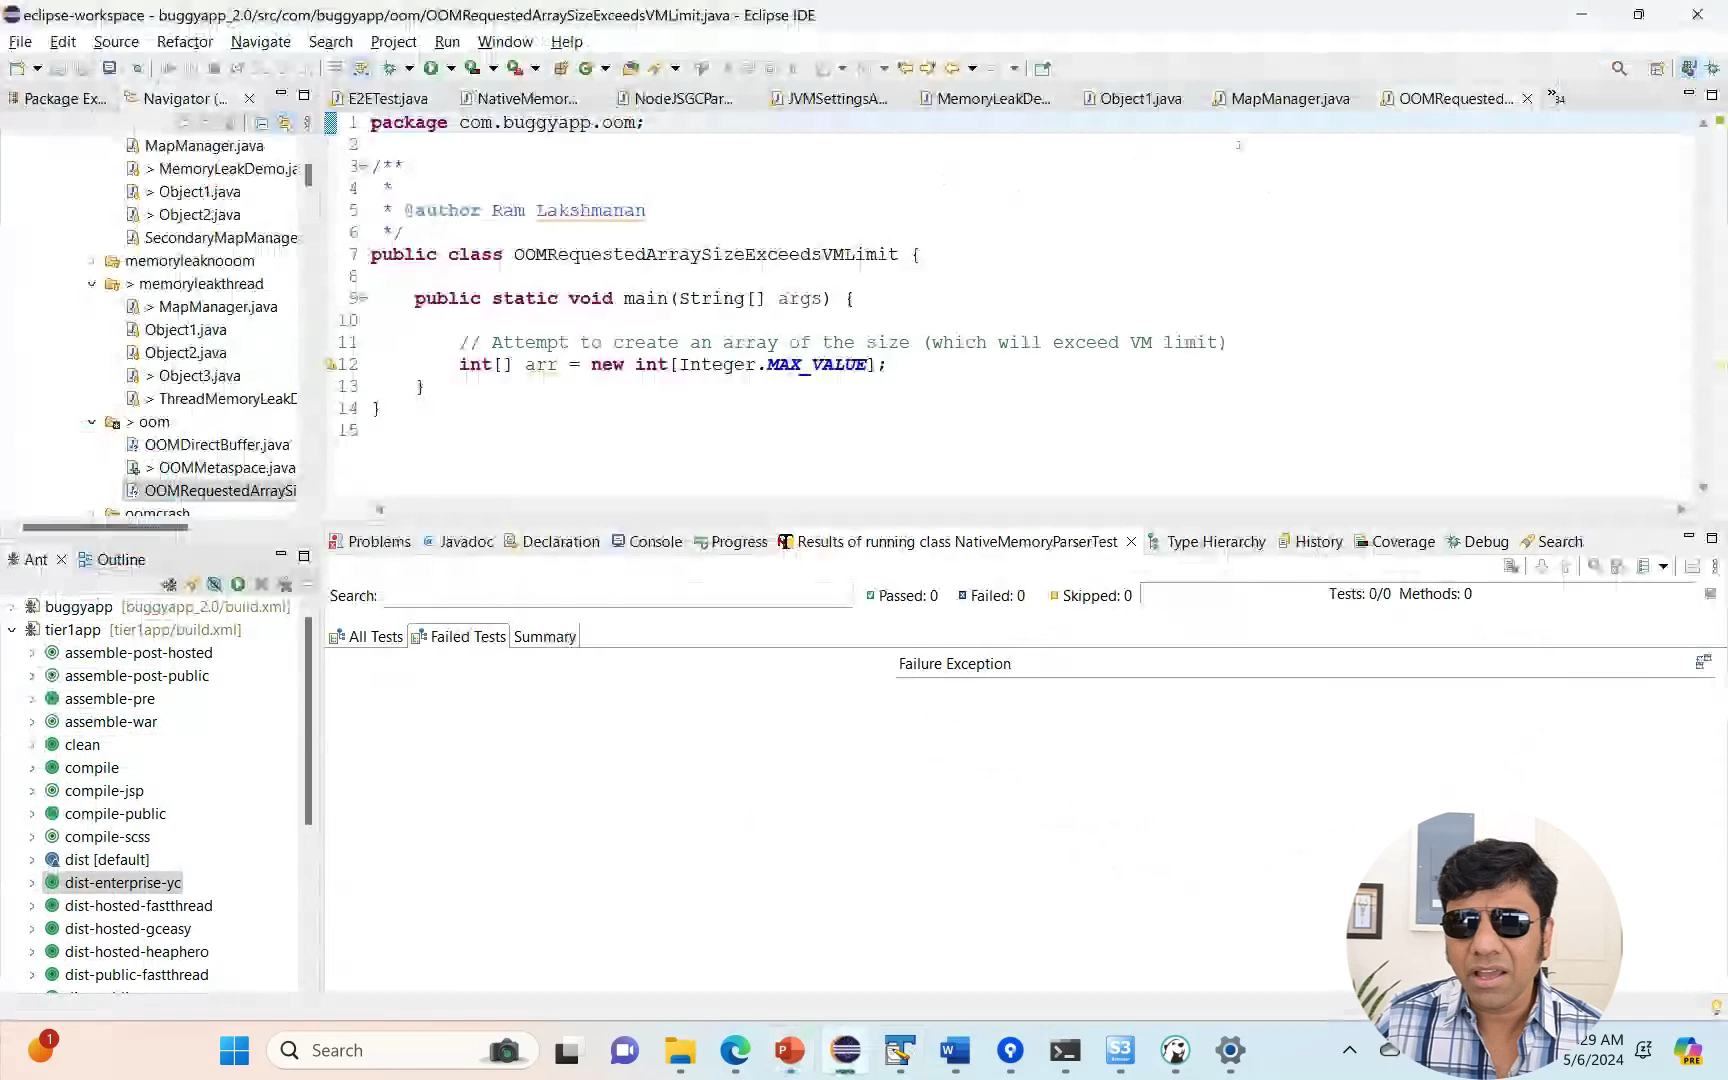 eclipse-workspace - buggyapp_2.0/src/com/buggyapp/oom/OOMRequestedArraySizeExceedsVMLimit.java - Eclipse IDE
File Edit Source Refactor Navigate Search Project Run Window Help
Package Ex... Navigator (... E2ETest.java NativeMemor... NodeJSGCPar... JVMSettingsA... MemoryLeakDe... Object1.java MapManager.java OOMRequested... 34
MapManager.java
> MemoryLeakDemo.ja
> Object1.java
> Object2.java
SecondaryMapManage
memoryleaknooom
> memoryleakthread
> MapManager.java
Object1.java
Object2.java
> Object3.java
> ThreadMemoryLeak
> oom
OOMDirectBuffer.java
> OOMMetaspace.java
OOMRequestedArraySi
oomcrash
1 package com.buggyapp.oom;
2
3 /**
4 *
5 * @author Ram Lakshmanan
6 */
7 public class OOMRequestedArraySizeExceedsVMLimit {
8
9 public static void main(String[] args) {
10
11 // Attempt to create an array of the size (which will exceed VM limit)
12 int[] arr = new int[Integer.MAX_VALUE];
13 }
14 }
15
Ant Outline
buggyapp [buggyapp_2.0/build.xml]
tier1app [tier1app/build.xml]
assemble-post-hosted
assemble-post-public
assemble-pre
assemble-war
clean
compile
compile-jsp
compile-public
compile-scss
dist [default]
dist-enterprise-yc
dist-hosted-fastthread
dist-hosted-gceasy
dist-hosted-heaphero
dist-public-fastthread
Problems Javadoc Declaration Console Progress Results of running class NativeMemoryParserTest Type Hierarchy History Coverage Debug Search
Search: Passed: 0 Failed: 0 Skipped: 0 Tests: 0/0 Methods: 0
All Tests Failed Tests Summary
Failure Exception
1 Search S3 :29 AM
5/6/2024 PRE